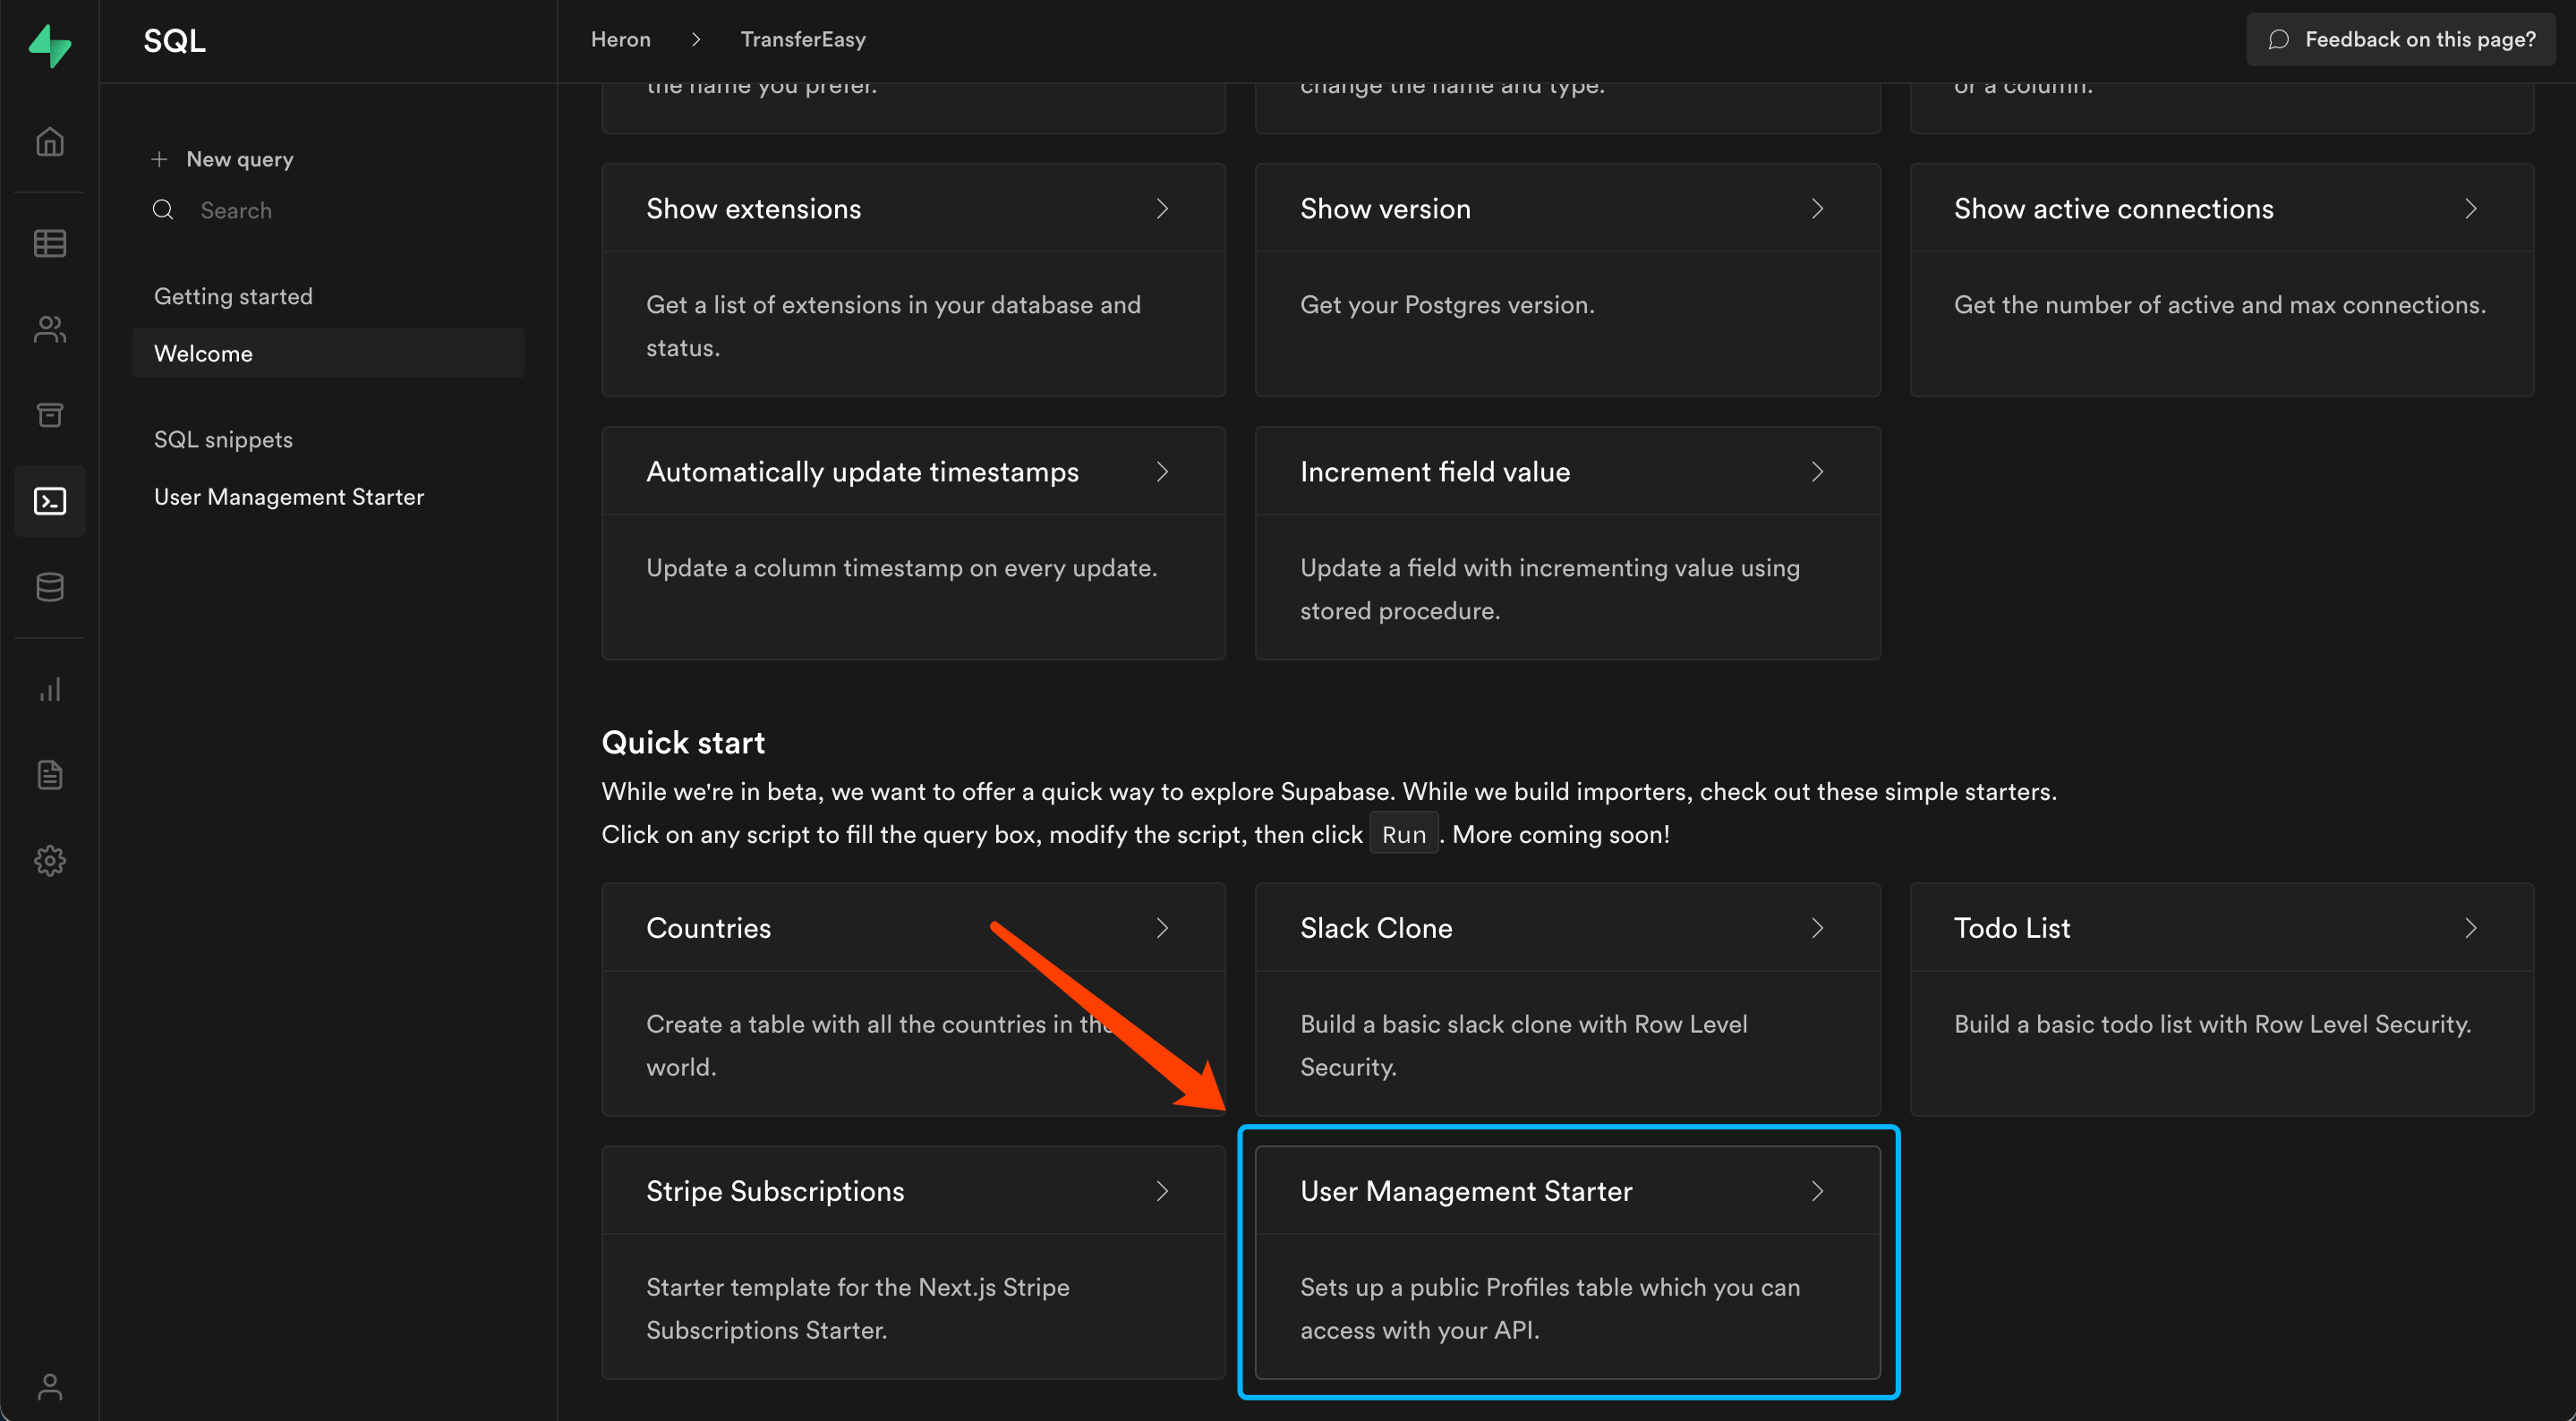 SQL
Heron
TransferEasy
Feedback on this page?
New query
Search
Getting started
Welcome
SQL snippets
User Management Starter
the name you prefer.
change the name and type.
or a column.
Show extensions
Get a list of extensions in your database and
status.
Show version
Get your Postgres version.
Show active connections
Get the number of active and max connections.
Automatically update timestamps
Update a column timestamp on every update.
Increment field value
Update a field with incrementing value using
stored procedure.
Quick start
While we're in beta, we want to offer a quick way to explore Supabase. While we build importers, check out these simple starters.
Click on any script to fill the query box, modify the script, then click Run . More coming soon!
Countries
Create a table with all the countries in the
world.
Slack Clone
Build a basic slack clone with Row Level
Security.
Todo List
Build a basic todo list with Row Level Security.
Stripe Subscriptions
Starter template for the Next.js Stripe
Subscriptions Starter.
User Management Starter
Sets up a public Profiles table which you can
access with your API.